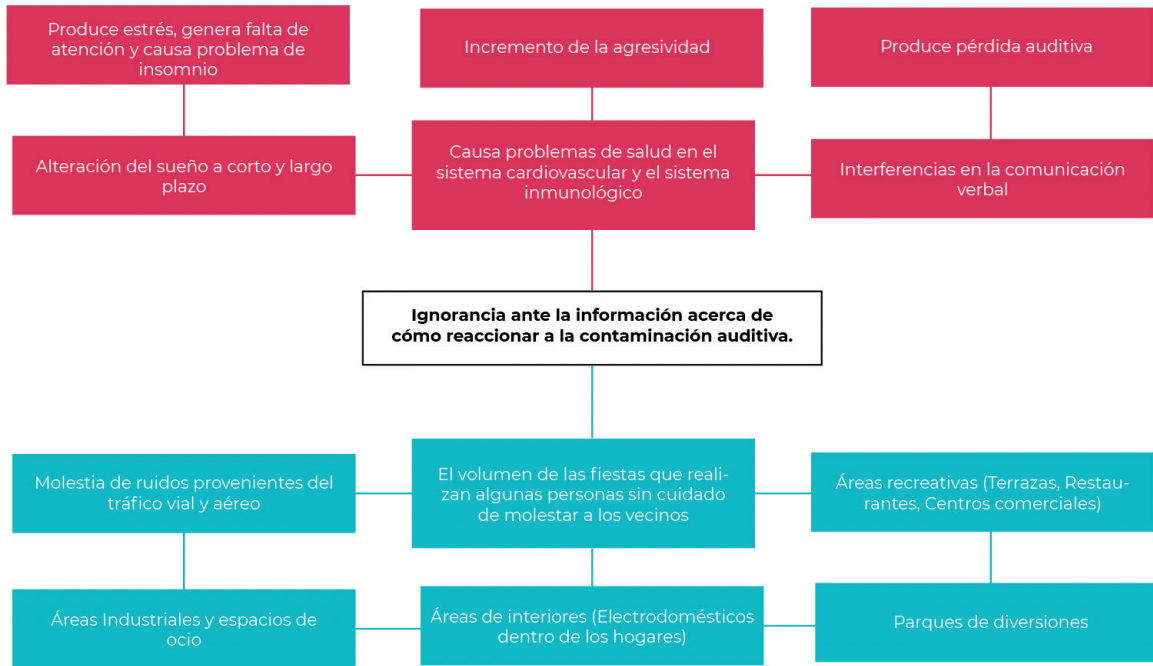 Produce estrés, genera falta de
atención y causa problema de
insomnio
Incremento de la agresividad
Produce pérdida auditiva
Alteración del sueño a corto y largo
plazo
Causa problemas de salud en el
sistema cardiovascular y el sistema
inmunológico
Interferencias en la comunicación
verbal
Ignorancia ante la información acerca de
cómo reaccionar a la contaminación auditiva.
Molestia de ruidos provenientes del
tráfico vial y aéreo
El volumen de las fiestas que reali-
zan algunas personas sin cuidado
de molestar a los vecinos
Áreas recreativas (Terrazas, Restau-
rantes, Centros comerciales)
Áreas Industriales y espacios de
ocio
Áreas de interiores (Electrodomésticos
dentro de los hogares)
Parques de diversiones